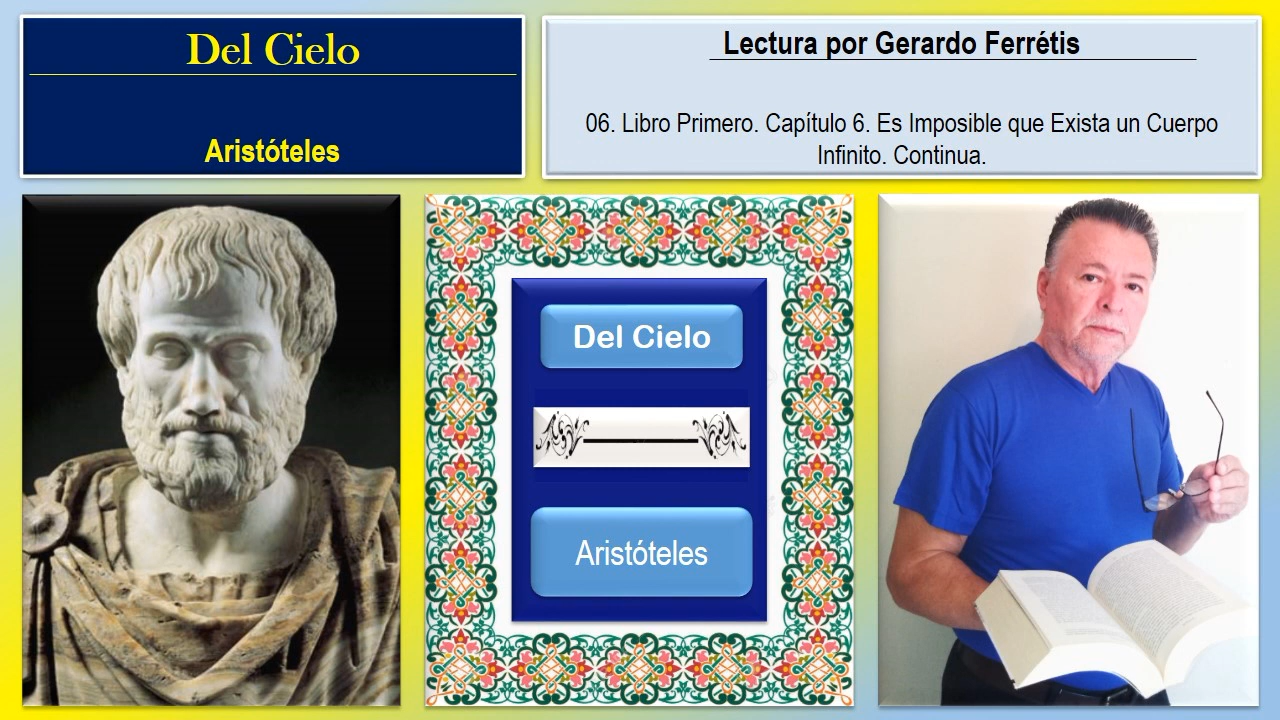 Del Cielo
Aristóteles
Lectura por Gerardo Ferrétis
06. Libro Primero. Capítulo 6. Es Imposible que Exista un Cuerpo
Infinito. Continua.
Del Cielo
Aristóteles